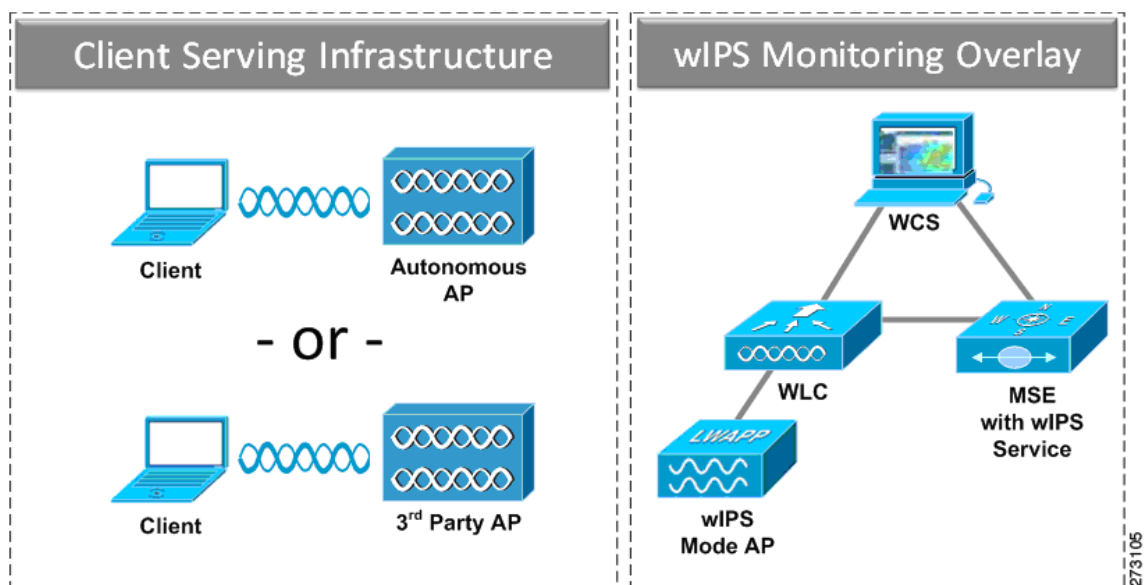 Client Serving Infrastructure
Client
Autonomous
AP
- or -
Client
3rd Party AP
wIPS Monitoring Overlay
WCS
N
W
E
S
WLC
MSE
with wIPS
Service
LWAPP
wIPS
Mode AP
273105